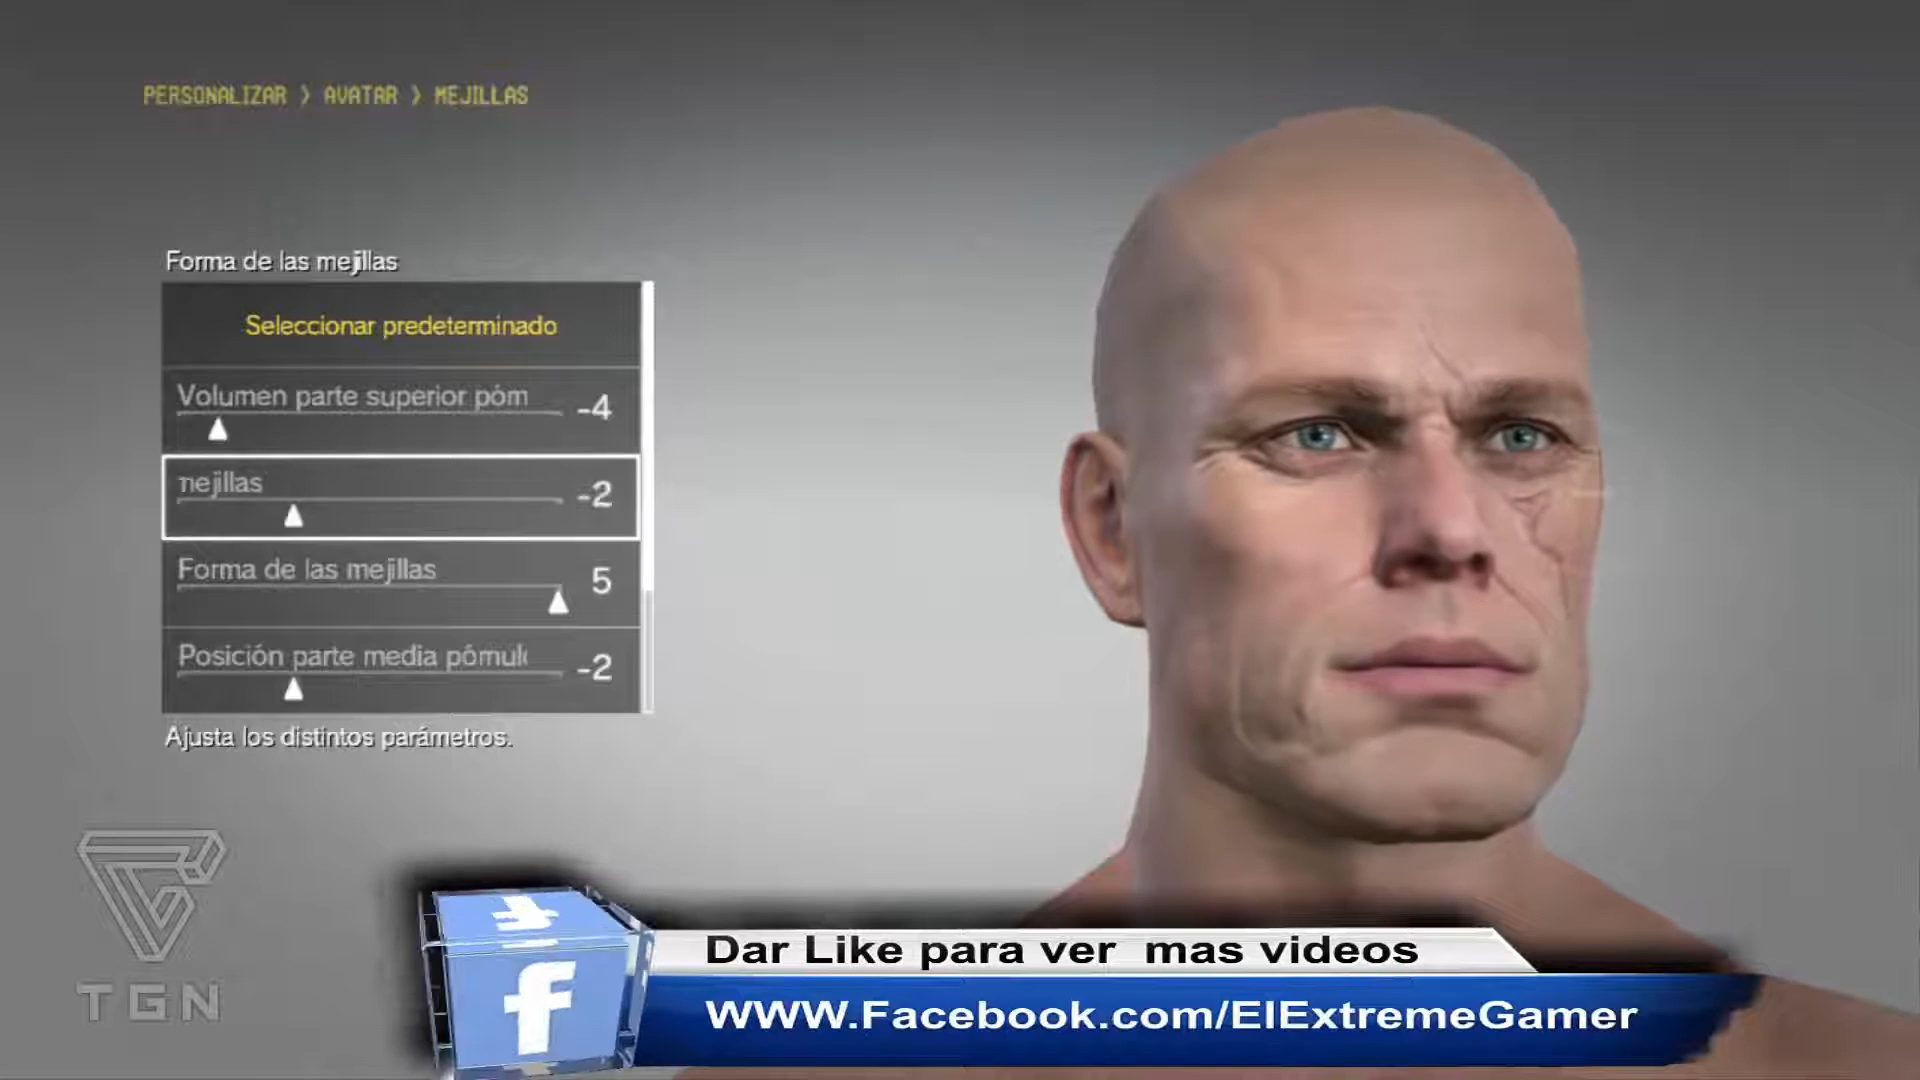 PERSONALIZAR > AVATAR > MEJILLAS
Forma de las mejillas
Seleccionar predeterminado
Volumen parte superior póm
-4
nejillas
-2
Forma de las mejillas
5
Posición parte media pómul
-2
Ajusta los distintos parámetros.
TGN
f
Dar Like para ver mas videos
WWW.Facebook.com/ElExtremeGamer